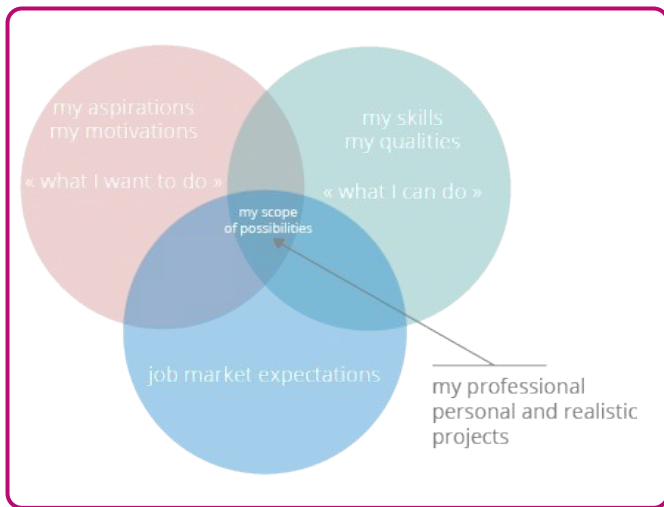 my aspirations
my motivations
« what I want to do »
my skills
my qualities
« what I can do »
my scope
of possibilities
job market expectations
my professional
personal and realistic
projects